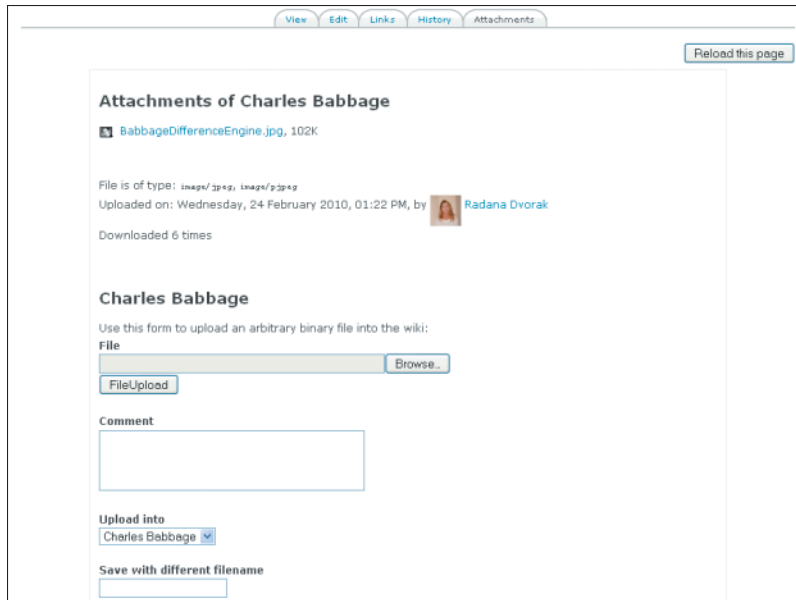 View Edit Links History Attachments
Reload this page
Attachments of Charles Babbage
BabbageDifferenceEngine.jpg, 102K
File is of type: image/jpeg, image/pjpeg
Uploaded on: Wednesday, 24 February 2010, 01:22 PM, by Radana Dvorak
Downloaded 6 times
Charles Babbage
Use this form to upload an arbitrary binary file into the wiki:
File
Browse..
FileUpload
Comment
Upload into
Charles Babbage
Save with different filename